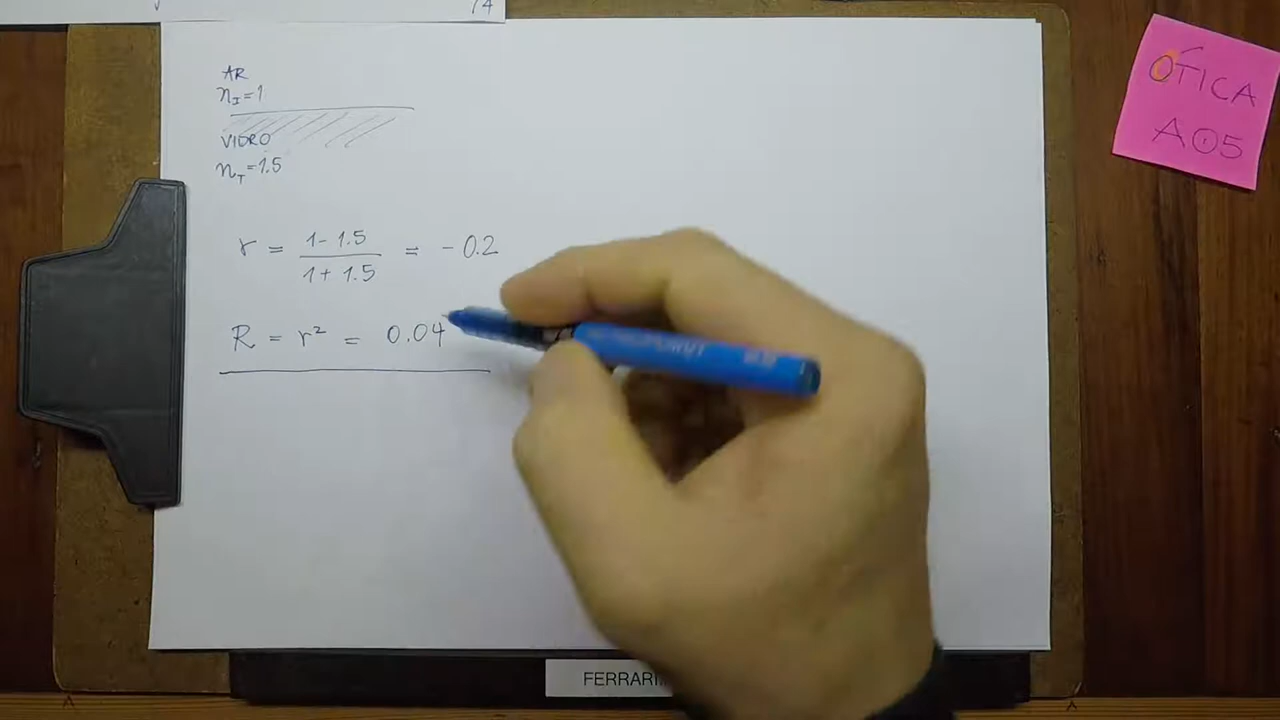 14
AR
n_I=1
VIDRO
n_T=1.5
r = (1-1.5)/(1+1.5) = -0.2
R = r² = 0.04
ÓTICA
A05
FERRARI